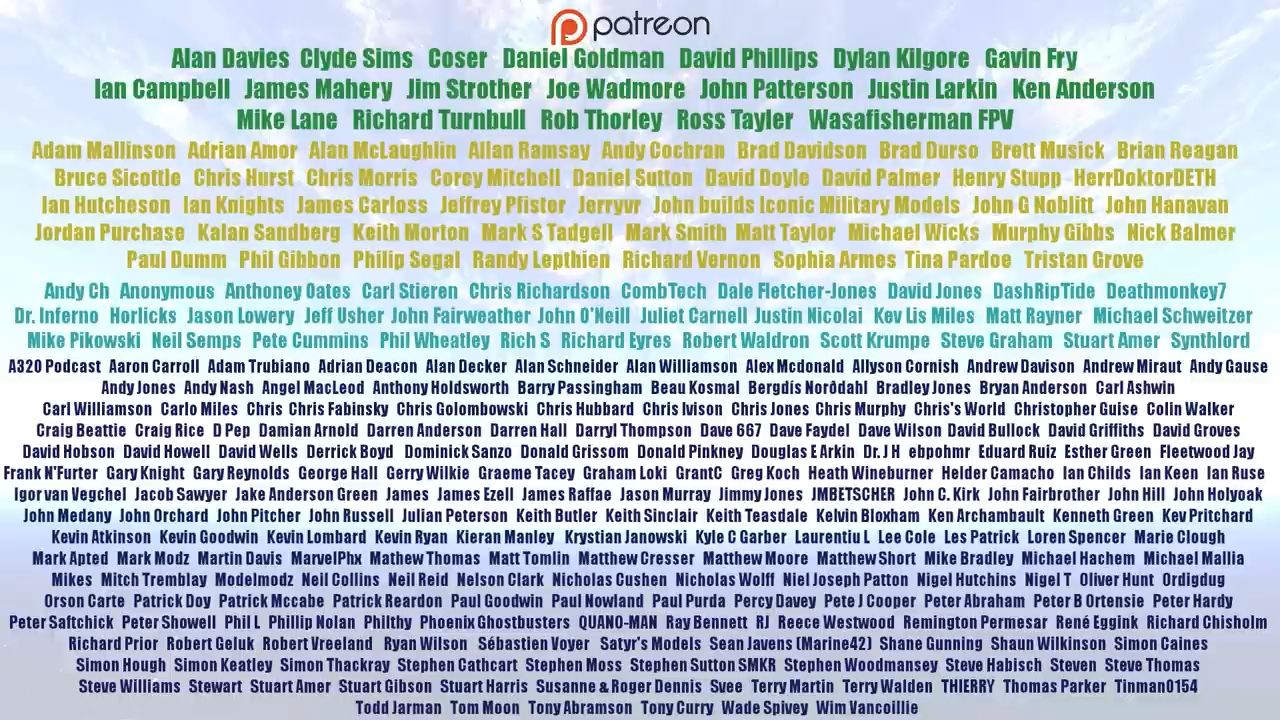 patreon
Alan Davies Clyde Sims Coser Daniel Goldman David Phillips Dylan Kilgore Gavin Fry
Ian Campbell James Mahery Jim Strother Joe Wadmore John Patterson Justin Larkin Ken Anderson
Mike Lane Richard Turnbull Rob Thorley Ross Tayler Wasafisherman FPV
Adam Mallinson Adrian Amor Alan McLaughlin Allan Ramsay Andy Cochran Brad Davidson Brad Durso Brett Musick Brian Reagan
Bruce Sicottle Chris Hurst Chris Morris Corey Mitchell Daniel Sutton David Doyle David Palmer Henry Stupp HerrDoktorDETH
Ian Hutcheson Ian Knights James Carloss Jeffrey Pfister Jerryvr John builds Iconic Military Models John G Noblitt John Hanavan
Jordan Purchase Kalan Sandberg Keith Morton Mark S Tadgell Mark Smith Matt Taylor Michael Wicks Murphy Gibbs Nick Balmer
Paul Dumm Phil Gibbon Philip Segal Randy Lepthien Richard Vernon Sophia Armes Tina Pardoe Tristan Grove
Andy Ch Anonymous Anthoney Oates Carl Stieren Chris Richardson CombTech Dale Fletcher-Jones David Jones DashRipTide Deathmonkey7
Dr. Inferno Horlicks Jason Lowery Jeff Usher John Fairweather John O'Neill Juliet Carnell Justin Nicolai Kev Lis Miles Matt Rayner Michael Schweitzer
Mike Pikowski Neil Semps Pete Cummins Phil Wheatley Rich S Richard Eyres Robert Waldron Scott Krumpe Steve Graham Stuart Amer Synthlord
A320 Podcast Aaron Carroll Adam Trubiano Adrian Deacon Alan Decker Alan Schneider Alan Williamson Alex Mcdonald Allyson Cornish Andrew Davison Andrew Miraut Andy Gause
Andy Jones Andy Nash Angel MacLeod Anthony Holdsworth Barry Passingham Beau Kosmal Bergdís Norðdahl Bradley Jones Bryan Anderson Carl Ashwin
Carl Williamson Carlo Miles Chris Chris Fabinsky Chris Golombowski Chris Hubbard Chris Ivison Chris Jones Chris Murphy Chris's World Christopher Guise Colin Walker
Craig Beattie Craig Rice D Pep Damian Arnold Darren Anderson Darren Hall Darryl Thompson Dave 667 Dave Faydel Dave Wilson David Bullock David Griffiths David Groves
David Hobson David Howell David Wells Derrick Boyd Dominick Sanzo Donald Grissom Donald Pinkney Douglas E Arkin Dr. J H ebpohmr Eduard Ruiz Esther Green Fleetwood Jay
Frank N'Furter Gary Knight Gary Reynolds George Hall Gerry Wilkie Graeme Tacey Graham Loki GrantC Greg Koch Heath Wineburner Helder Camacho Ian Childs Ian Keen Ian Ruse
Igor van Vegchel Jacob Sawyer Jake Anderson Green James James Ezell James Raffae Jason Murray Jimmy Jones JMBETSCHER John C. Kirk John Fairbrother John Hill John Holyoak
John Medany John Orchard John Pitcher John Russell Julian Peterson Keith Butler Keith Sinclair Keith Teasdale Kelvin Bloxham Ken Archambault Kenneth Green Kev Pritchard
Kevin Atkinson Kevin Goodwin Kevin Lombard Kevin Ryan Kieran Manley Krystian Janowski Kyle C Garber Laurentiu L Lee Cole Les Patrick Loren Spencer Marie Clough
Mark Apted Mark Modz Martin Davis MarvelPhx Mathew Thomas Matt Tomlin Matthew Cresser Matthew Moore Matthew Short Mike Bradley Michael Hachem Michael Mallia
Mikes Mitch Tremblay Modelmodz Neil Collins Neil Reid Nelson Clark Nicholas Cushen Nicholas Wolff Niel Joseph Patton Nigel Hutchins Nigel T Oliver Hunt Ordigdug
Orson Carte Patrick Doy Patrick Mccabe Patrick Reardon Paul Goodwin Paul Nowland Paul Purda Percy Davey Pete J Cooper Peter Abraham Peter B Ortensie Peter Hardy
Peter Saftchick Peter Showell Phil L Phillip Nolan Philthy Phoenix Ghostbusters QUANO-MAN Ray Bennett RJ Reece Westwood Remington Permesar René Eggink Richard Chisholm
Richard Prior Robert Geluk Robert Vreeland Ryan Wilson Sébastien Voyer Satyr's Models Sean Javens (Marine42) Shane Gunning Shaun Wilkinson Simon Caines
Simon Hough Simon Keatley Simon Thackray Stephen Cathcart Stephen Moss Stephen Sutton SMKR Stephen Woodmansey Steve Habisch Steven Steve Thomas
Steve Williams Stewart Stuart Amer Stuart Gibson Stuart Harris Susanne & Roger Dennis Svee Terry Martin Terry Walden THIERRY Thomas Parker Tinman0154
Todd Jarman Tom Moon Tony Abramson Tony Curry Wade Spivey Wim Vancoillie